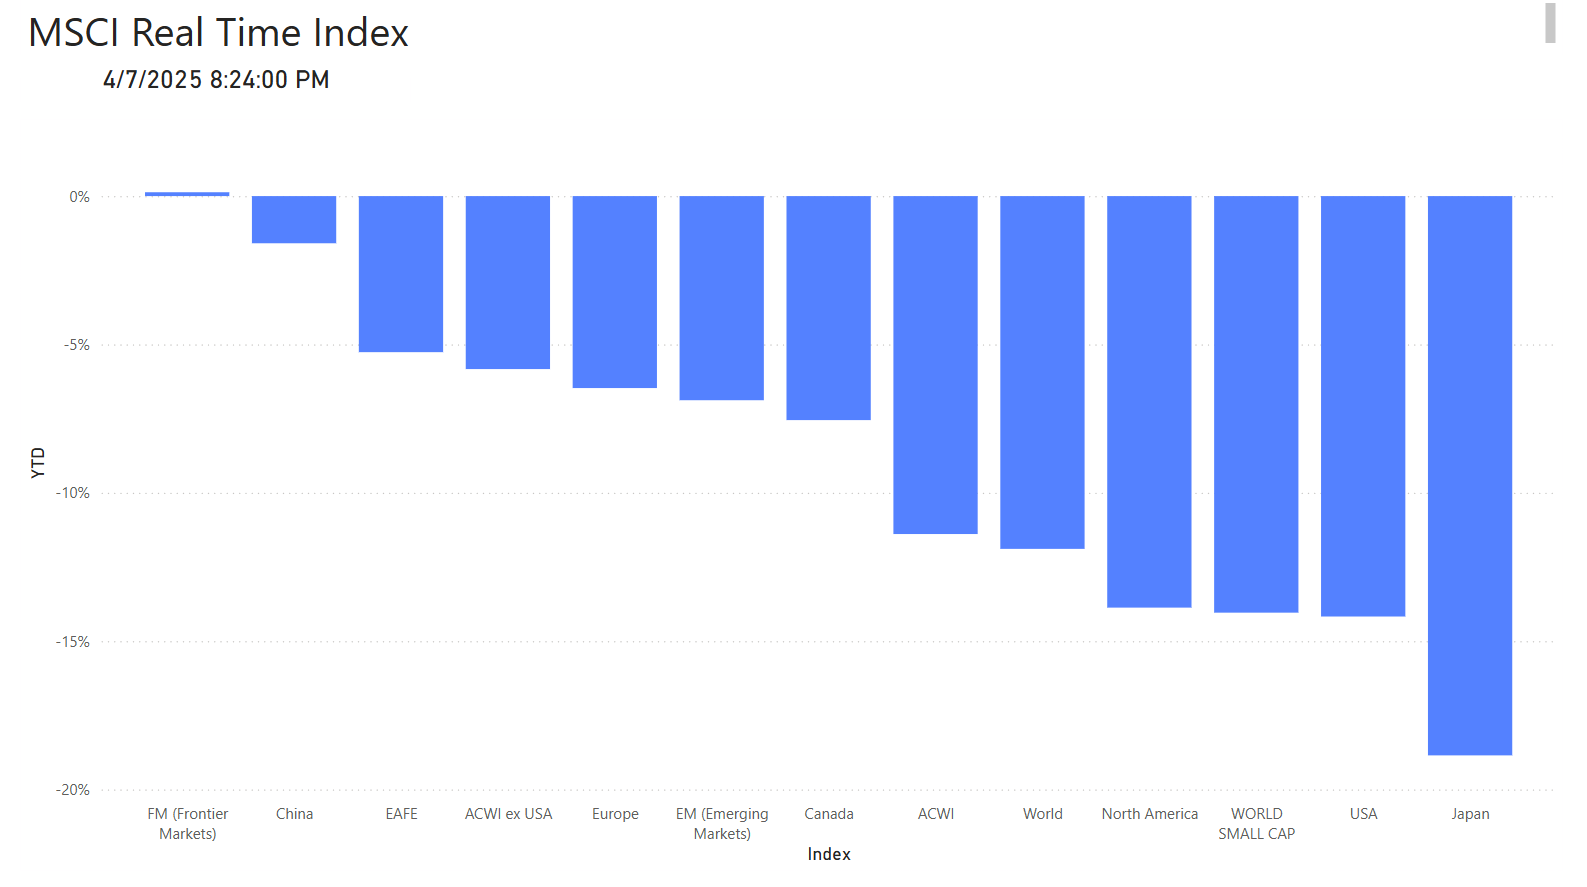 MSCI Real Time Index
4/7/2025 8:24:00 PM
0%
-5%
-10%
-15%
-20%
YTD
FM (Frontier
Markets)
China
EAFE
ACWI ex USA
Europe
EM (Emerging
Markets)
Canada
ACWI
World
North America
WORLD
SMALL CAP
USA
Japan
Index